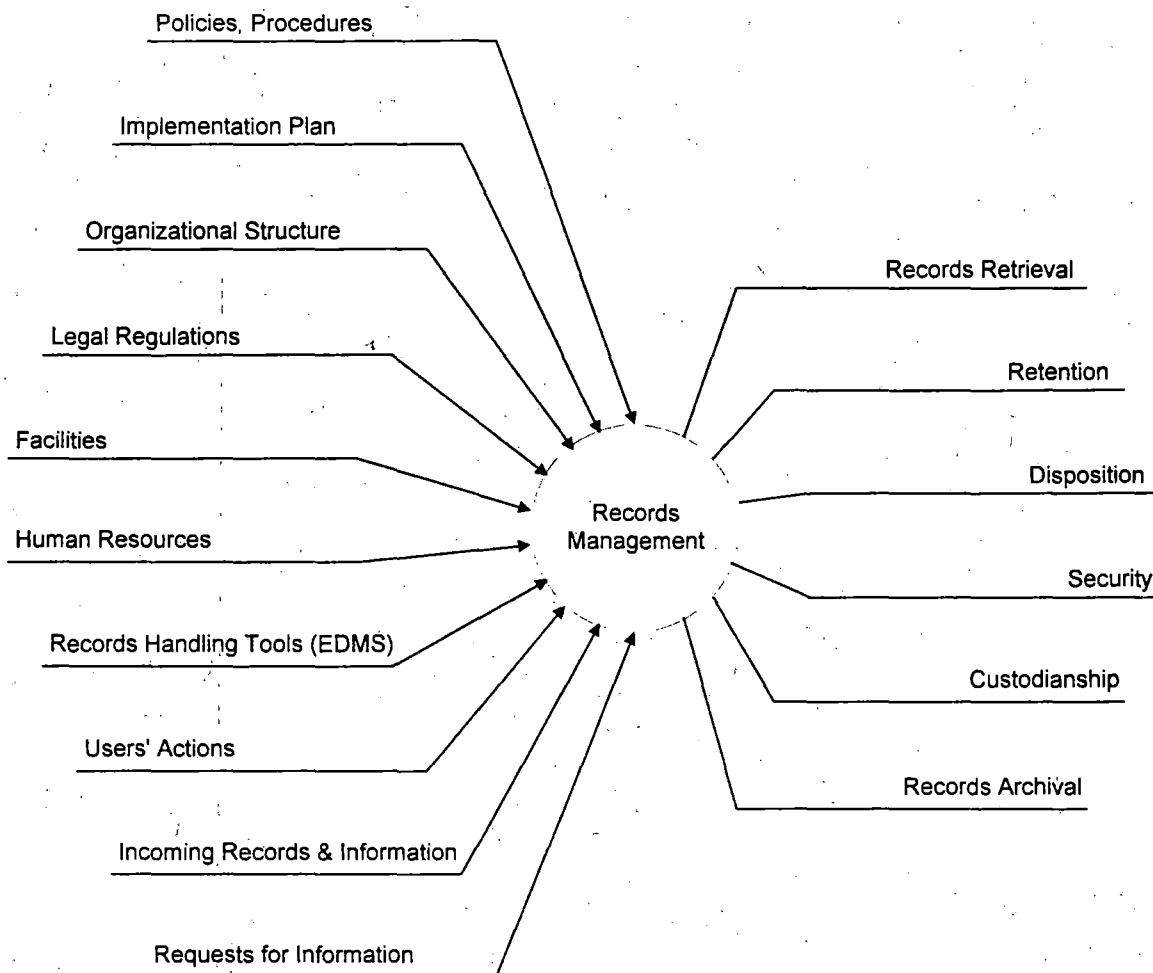 Policies, Procedures
Implementation Plan
Organizational Structure
Legal Regulations
Facilities
Human Resources
Records Handling Tools (EDMS)
Users' Actions
Incoming Records & Information
Requests for Information
Records
Management
Records Retrieval
Retention
Disposition
Security
Custodianship
Records Archival